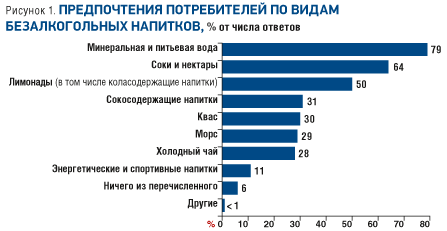 Рисунок 1. ПРЕДПОЧТЕНИЯ ПОТРЕБИТЕЛЕЙ ПО ВИДАМ
БЕЗАЛКОГОЛЬНЫХ НАПИТКОВ, % от числа ответов
Минеральная и питьевая вода 79
Соки и нектары 64
Лимонады (в том числе коласодержащие напитки) 50
Сокосодержащие напитки 31
Квас 30
Морс 29
Холодный чай 28
Энергетические и спортивные напитки 11
Ничего из перечисленного 6
Другие < 1
% 0 10 20 30 40 50 60 70 80